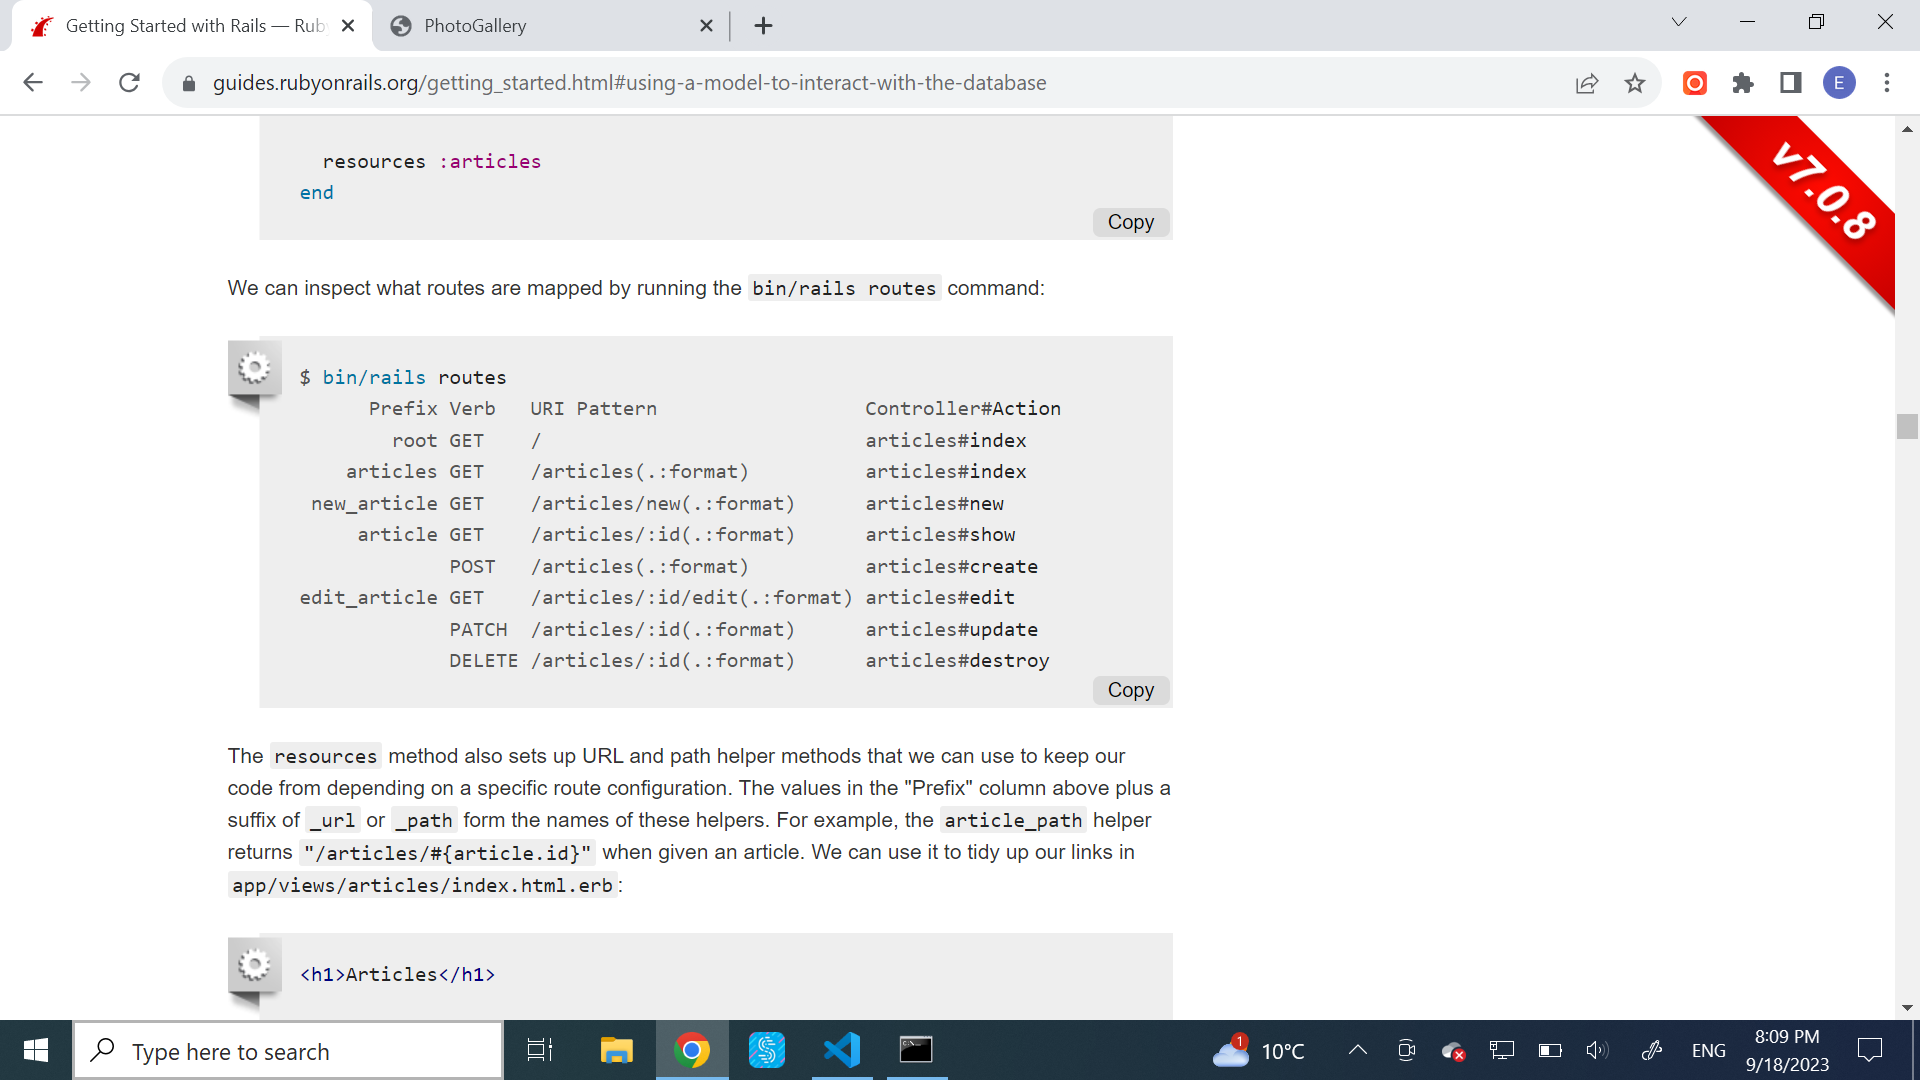 Getting Started with Rails — Rub
PhotoGallery
guides.rubyonrails.org/getting_started.html#using-a-model-to-interact-with-the-database
E
v7.0.8
resources :articles
end
Copy
We can inspect what routes are mapped by running the bin/rails routes command:
$ bin/rails routes
Prefix Verb   URI Pattern                  Controller#Action
root GET    /                            articles#index
articles GET    /articles(.:format)          articles#index
new_article GET    /articles/new(.:format)      articles#new
article GET    /articles/:id(.:format)      articles#show
POST   /articles(.:format)          articles#create
edit_article GET    /articles/:id/edit(.:format) articles#edit
PATCH  /articles/:id(.:format)      articles#update
DELETE /articles/:id(.:format)      articles#destroy
Copy
The resources method also sets up URL and path helper methods that we can use to keep our
code from depending on a specific route configuration. The values in the "Prefix" column above plus a
suffix of _url or _path form the names of these helpers. For example, the article_path helper
returns "/articles/#{article.id}" when given an article. We can use it to tidy up our links in
app/views/articles/index.html.erb:
<h1>Articles</h1>
Type here to search
1
10°C
ENG
8:09 PM
9/18/2023